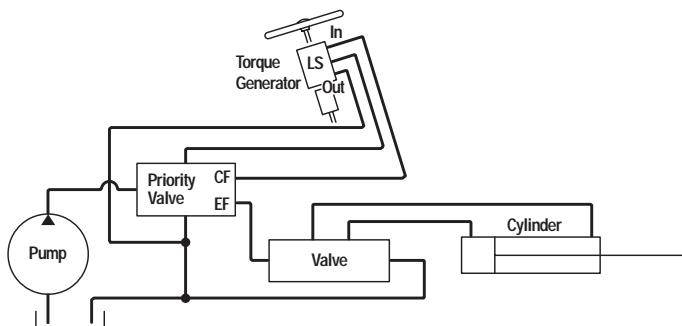 In
Torque
Generator
LS
Out
Priority
Valve
CF
EF
Pump
Valve
Cylinder